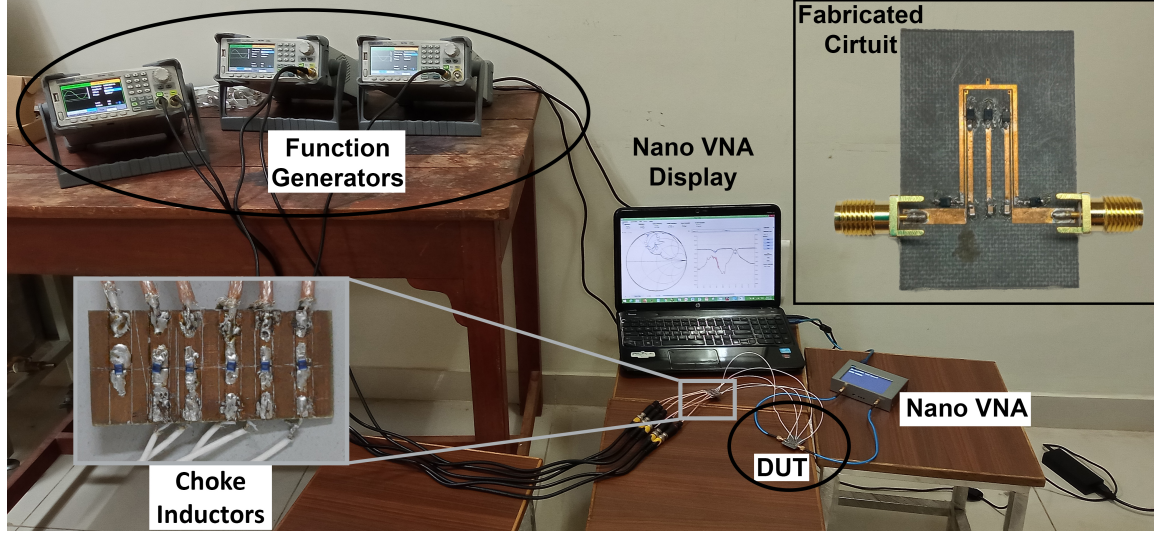 Fabricated
Cirtuit
Function
Generators
Nano VNA
Display
Nano VNA
DUT
Choke
Inductors